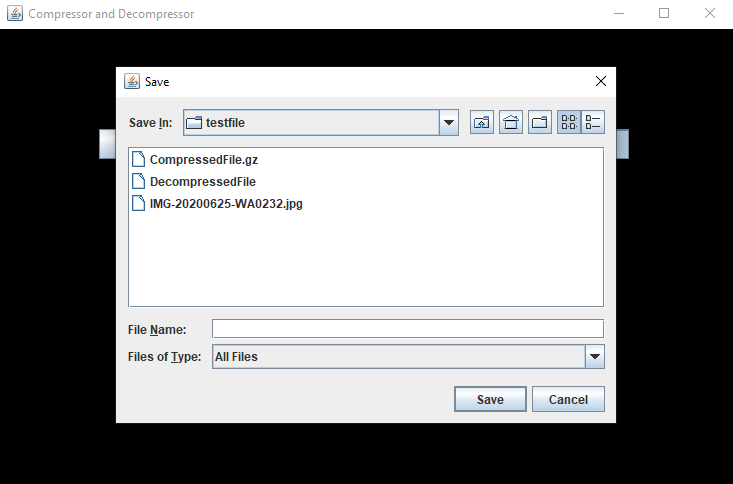 Compressor and Decompressor
Save
Save In: testfile
CompressedFile.gz
DecompressedFile
IMG-20200625-WA0232.jpg
File Name:
Files of Type: All Files
Save Cancel